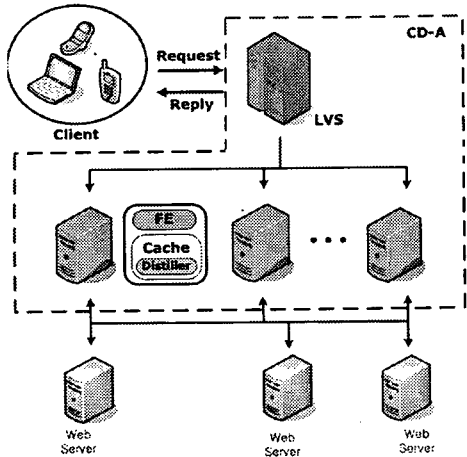 CD-A
Request
Reply
Client
LVS
FE
Cache
Distiller
Web
Server
Web
Server
Web
Server